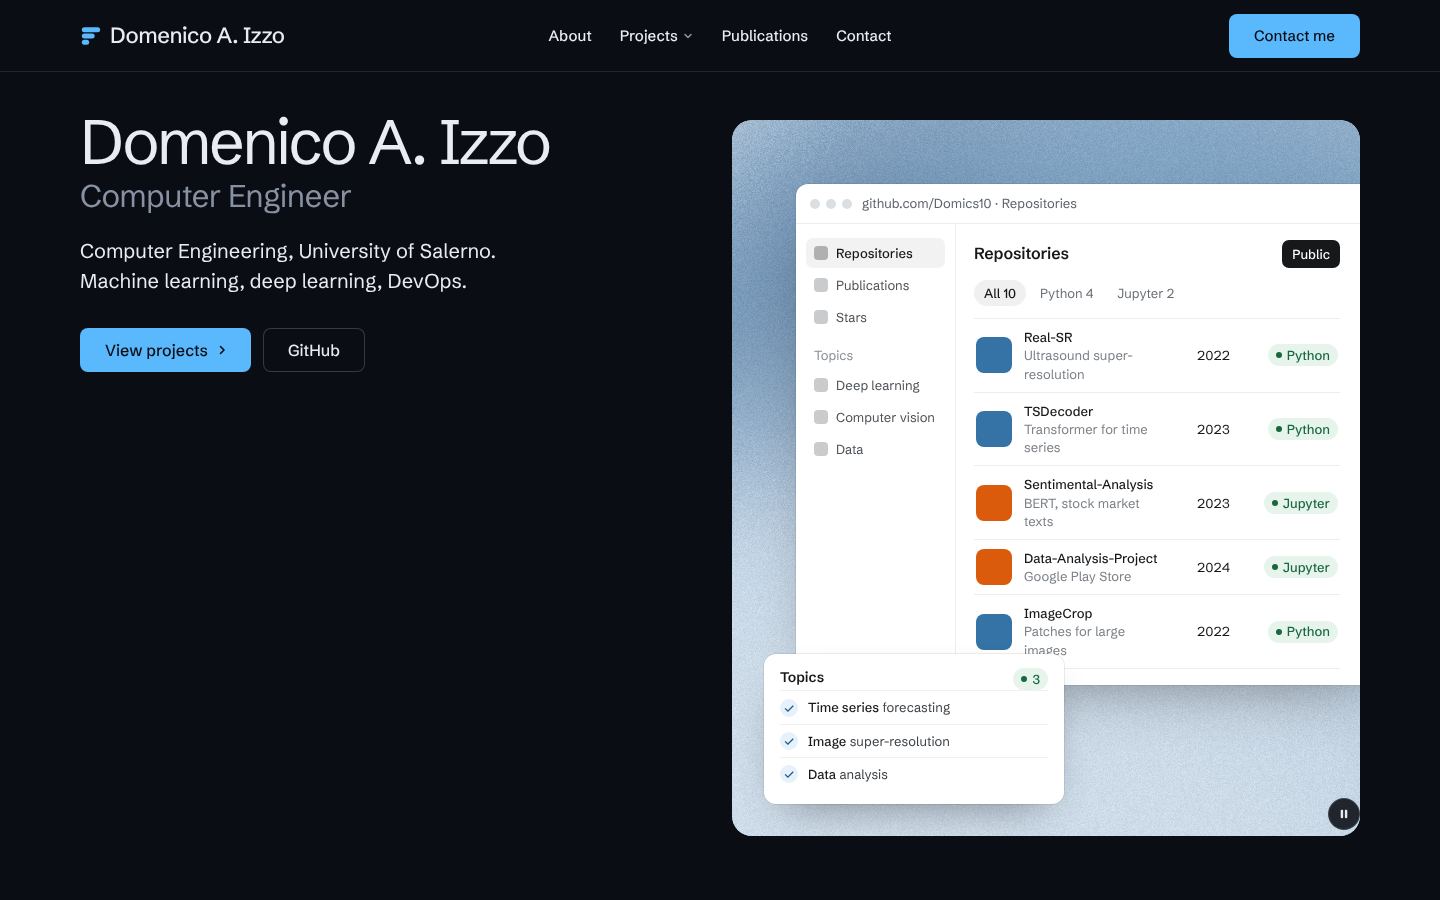 Domenico A. Izzo
About
Projects
Publications
Contact
Contact me
Domenico A. Izzo
Computer Engineer
Computer Engineering, University of Salerno.
Machine learning, deep learning, DevOps.
View projects
GitHub
github.com/Domics10 · Repositories
Repositories
Publications
Stars
Topics
Deep learning
Computer vision
Data
Repositories
Public
All 10
Python 4
Jupyter 2
Real-SR
Ultrasound super-
resolution
2022
Python
TSDecoder
Transformer for time
series
2023
Python
Sentimental-Analysis
BERT, stock market
texts
2023
Jupyter
Data-Analysis-Project
Google Play Store
2024
Jupyter
ImageCrop
Patches for large
images
2022
Python
Topics
3
Time series forecasting
Image super-resolution
Data analysis